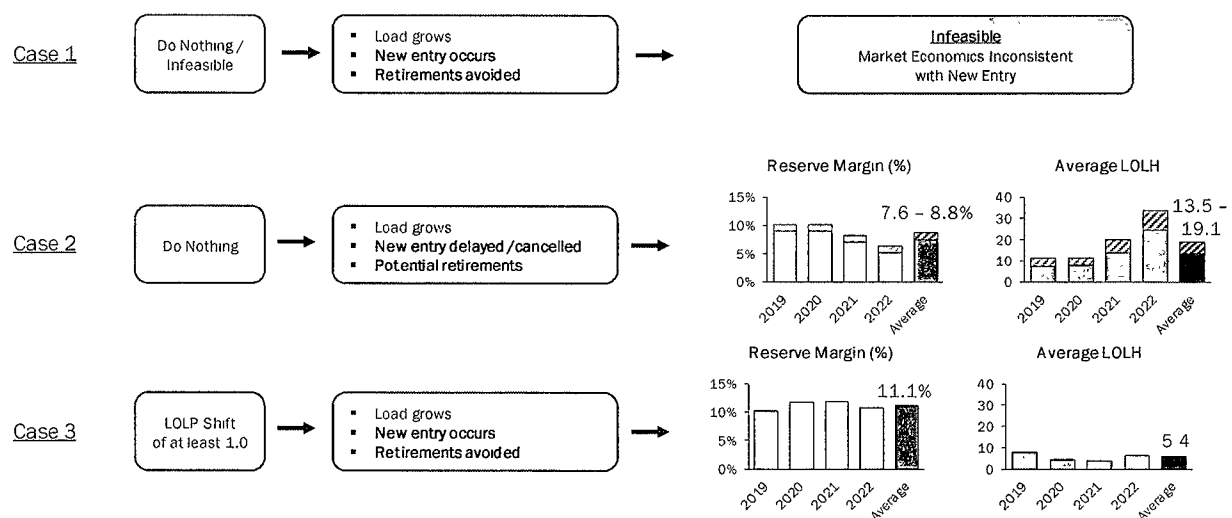 Case 1
Do Nothing /
Infeasible
▪ Load grows
▪ New entry occurs
▪ Retirements avoided
Infeasible
Market Economics Inconsistent
with New Entry
Case 2
Do Nothing
▪ Load grows
▪ New entry delayed/cancelled
▪ Potential retirements
Reserve Margin (%)
15%
10%
5%
0%
7.6 – 8.8%
2019
2020
2021
2022
Average
Average LOLH
40
30
20
10
0
13.5 –
19.1
2019
2020
2021
2022
Average
Case 3
LOLP Shift
of at least 1.0
▪ Load grows
▪ New entry occurs
▪ Retirements avoided
Reserve Margin (%)
15%
10%
5%
0%
11.1%
2019
2020
2021
2022
Average
Average LOLH
40
30
20
10
0
5 4
2019
2020
2021
2022
Average